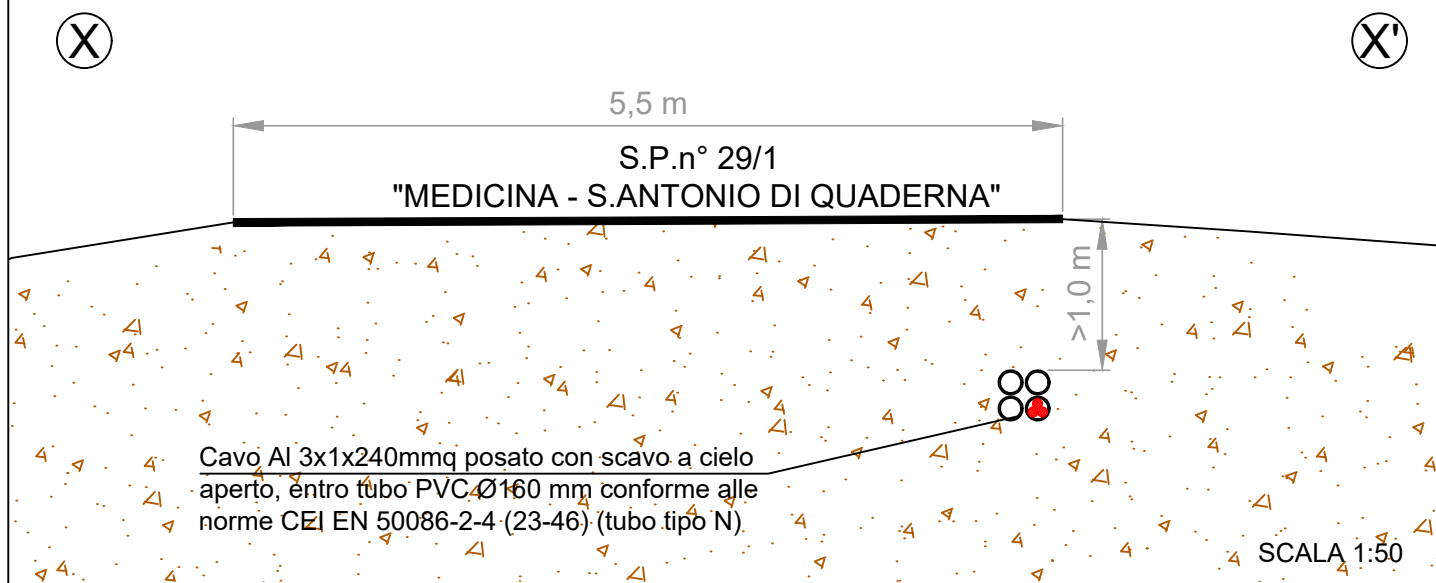 X
X'
5,5 m
S.P.n° 29/1
"MEDICINA - S.ANTONIO DI QUADERNA"
>1,0 m
Cavo Al 3x1x240mmq posato con scavo a cielo
aperto, entro tubo PVC Ø160 mm conforme alle
norme CEI EN 50086-2-4 (23-46) (tubo tipo N)
SCALA 1:50